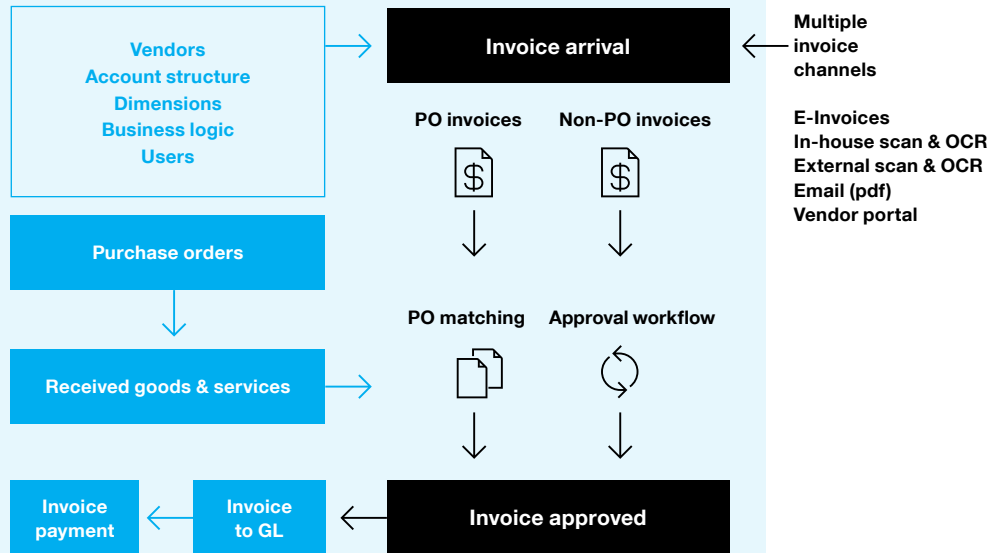 Vendors
Account structure
Dimensions
Business logic
Users
Invoice arrival
Multiple
invoice
channels
E-Invoices
In-house scan & OCR
External scan & OCR
Email (pdf)
Vendor portal
PO invoices
Non-PO invoices
$
$
Purchase orders
PO matching
Approval workflow
Received goods & services
Invoice
payment
Invoice
to GL
Invoice approved